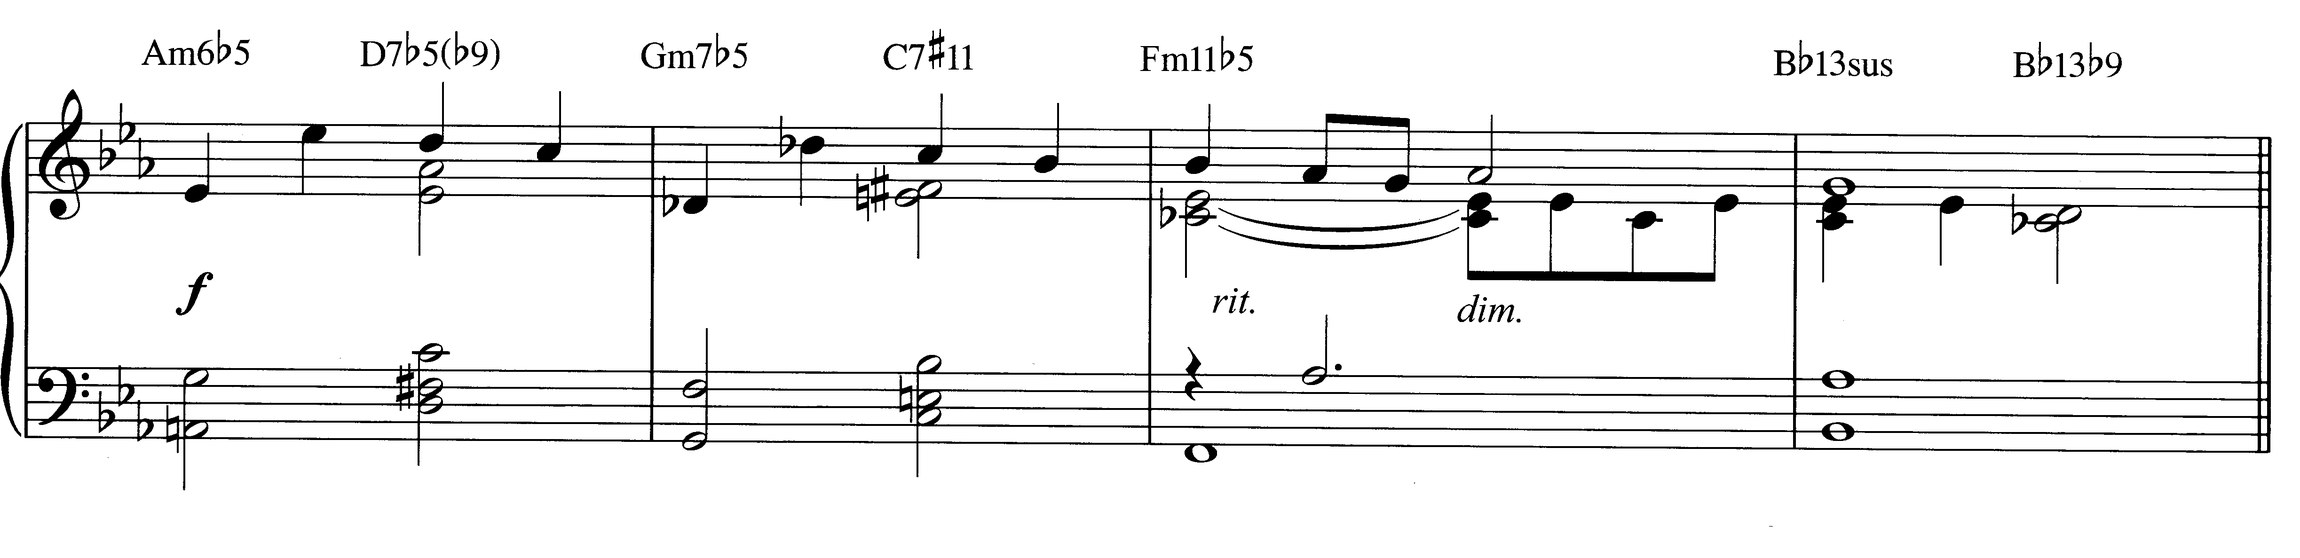 Am6♭5 D7♭5(♭9) Gm7♭5 C7♯11 Fm11♭5 B♭13sus B♭13♭9
f
rit. dim.